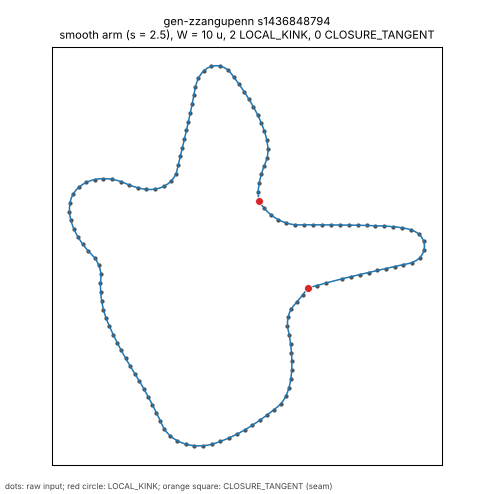 gen-zzangupenn s1436848794
smooth arm (s = 2.5), W = 10 u, 2 LOCAL_KINK, 0 CLOSURE_TANGENT
dots: raw input; red circle: LOCAL_KINK; orange square: CLOSURE_TANGENT (seam)